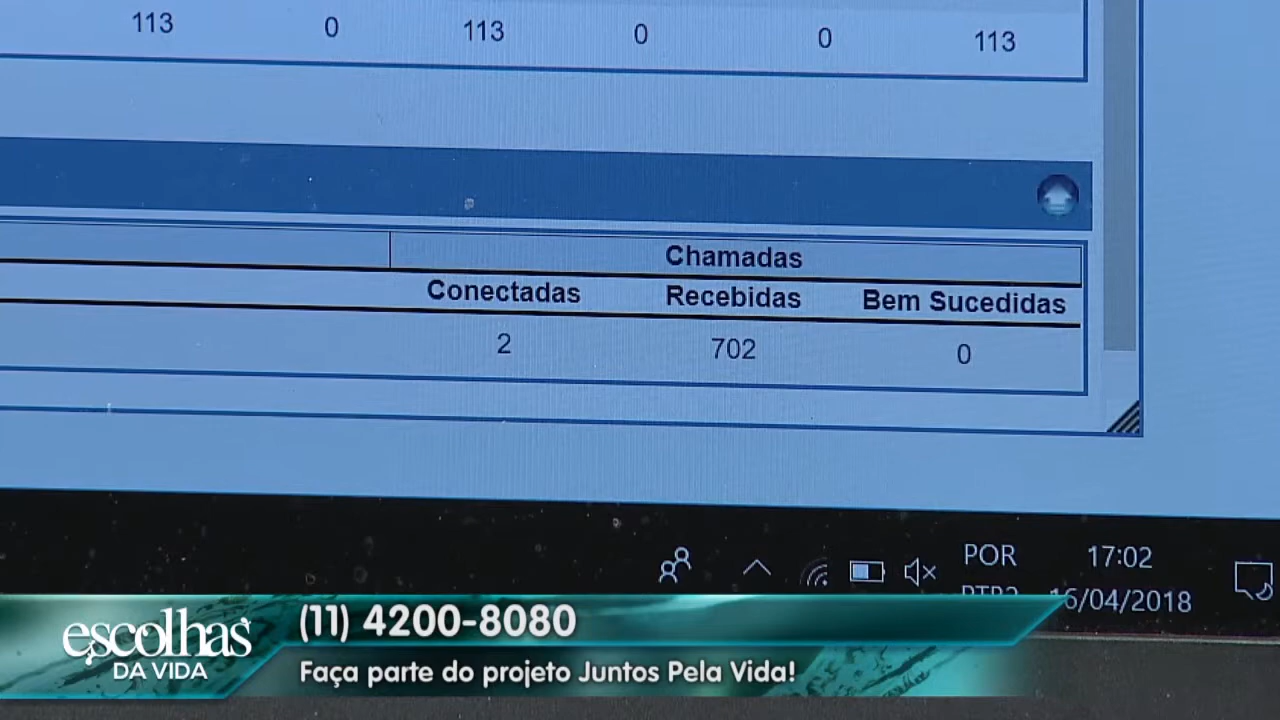 113 0 113 0 0 113
Chamadas
Conectadas Recebidas Bem Sucedidas
2 702 0
POR 17:02
16/04/2018
escolhas
DA VIDA
(11) 4200-8080
Faça parte do projeto Juntos Pela Vida!